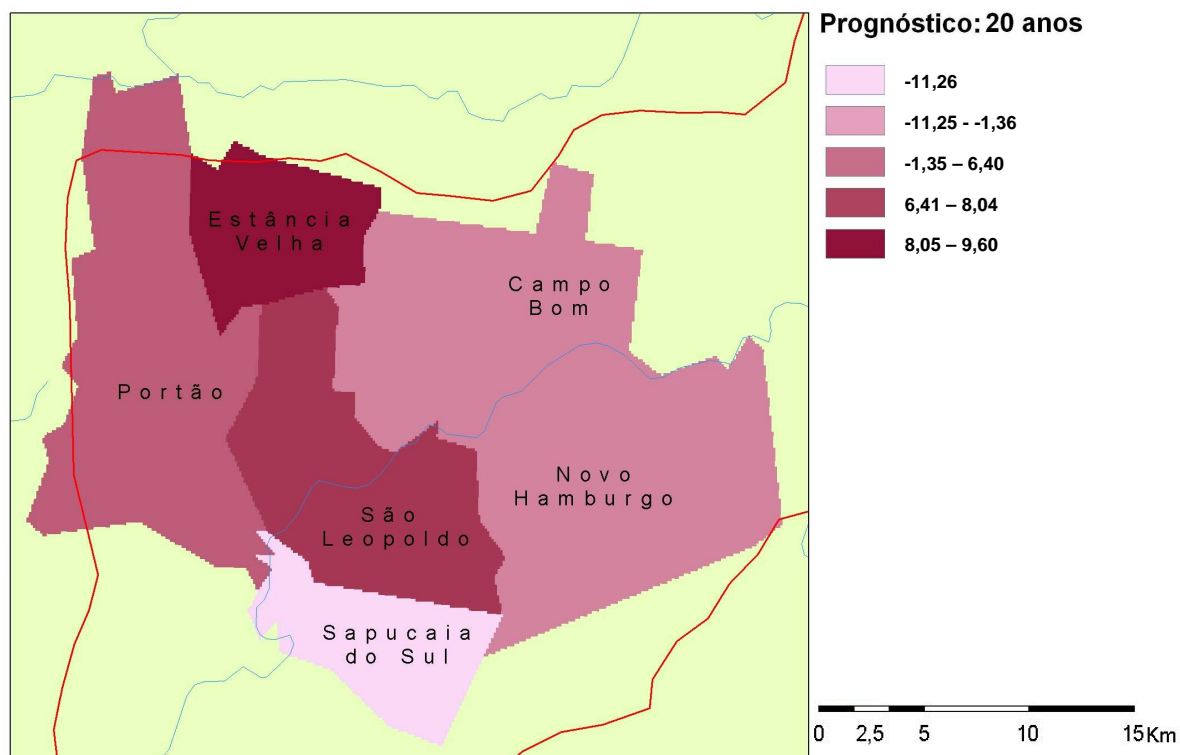 Prognóstico: 20 anos
-11,26
-11,25 - -1,36
-1,35 – 6,40
6,41 – 8,04
8,05 – 9,60
Estância
Velha
Campo
Bom
Portão
Novo
Hamburgo
São
Leopoldo
Sapucaia
do Sul
0 2,5 5 10 15 Km